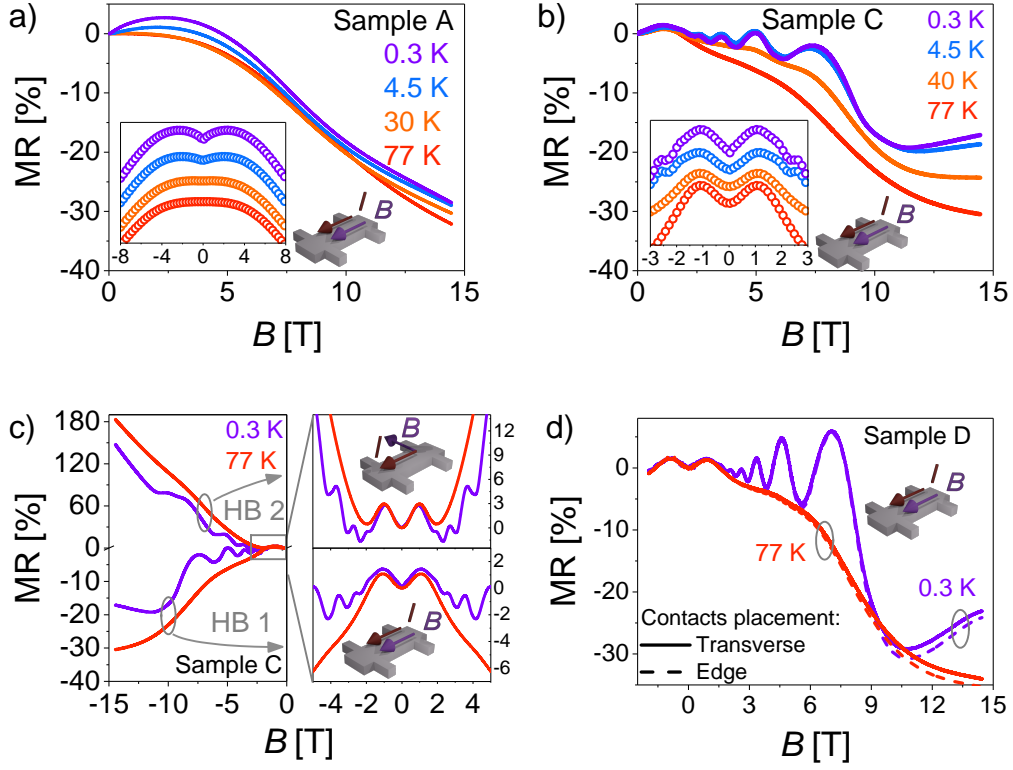 a)
Sample A
0.3 K
4.5 K
30 K
77 K
MR [%]
0
-10
-20
-30
-40
-8 -4 0 4 8
I
B
0 5 10 15
B [T]
b)
Sample C
0.3 K
4.5 K
40 K
77 K
MR [%]
0
-10
-20
-30
-40
-3 -2 -1 0 1 2 3
I
B
0 5 10 15
B [T]
c)
0.3 K
77 K
HB 2
HB 1
Sample C
MR [%]
180
120
60
0
-10
-20
-30
-40
-15 -10 -5 0
I
B
12
9
6
3
0
I
B
2
0
-2
-4
-6
-4 -2 0 2 4
B [T]
d)
Sample D
I
B
77 K
0.3 K
Contacts placement:
Transverse
Edge
MR [%]
0
-10
-20
-30
0 3 6 9 12 15
B [T]